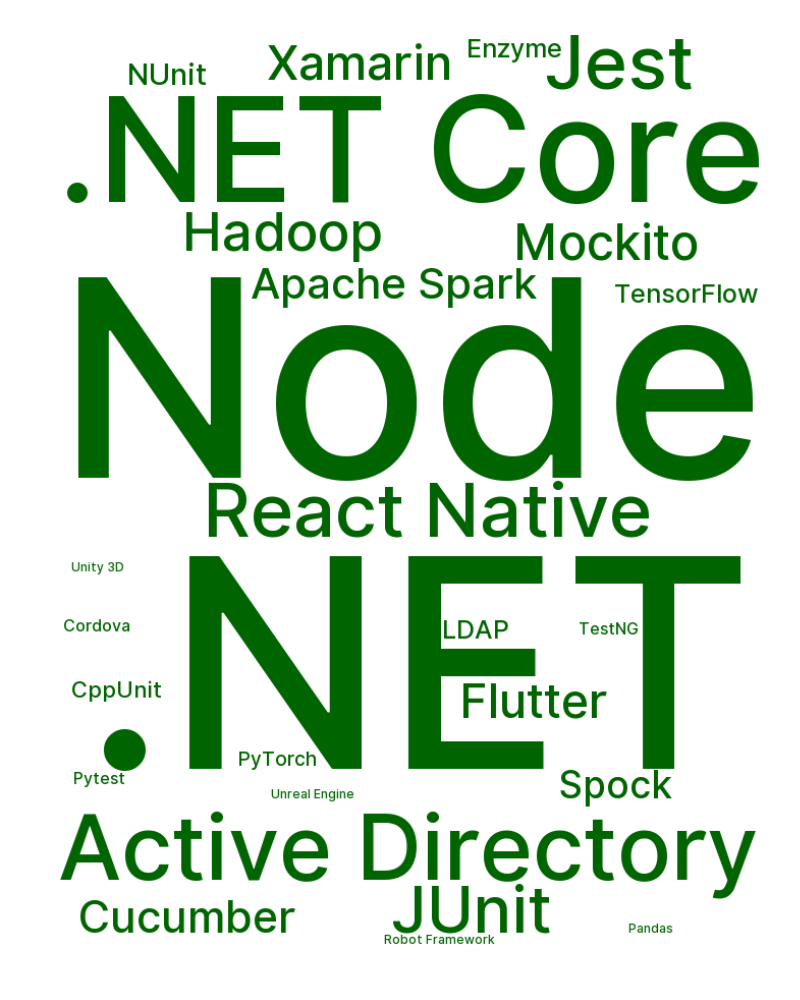 Enzyme
Jest
Xamarin
NUnit
.NET Core
Hadoop
Mockito
Apache Spark
TensorFlow
Node
React Native
Unity 3D
.NET
Cordova
LDAP
TestNG
CppUnit
Flutter
PyTorch
Pytest
Unreal Engine
Spock
Active Directory
Cucumber
JUnit
Robot Framework
Pandas